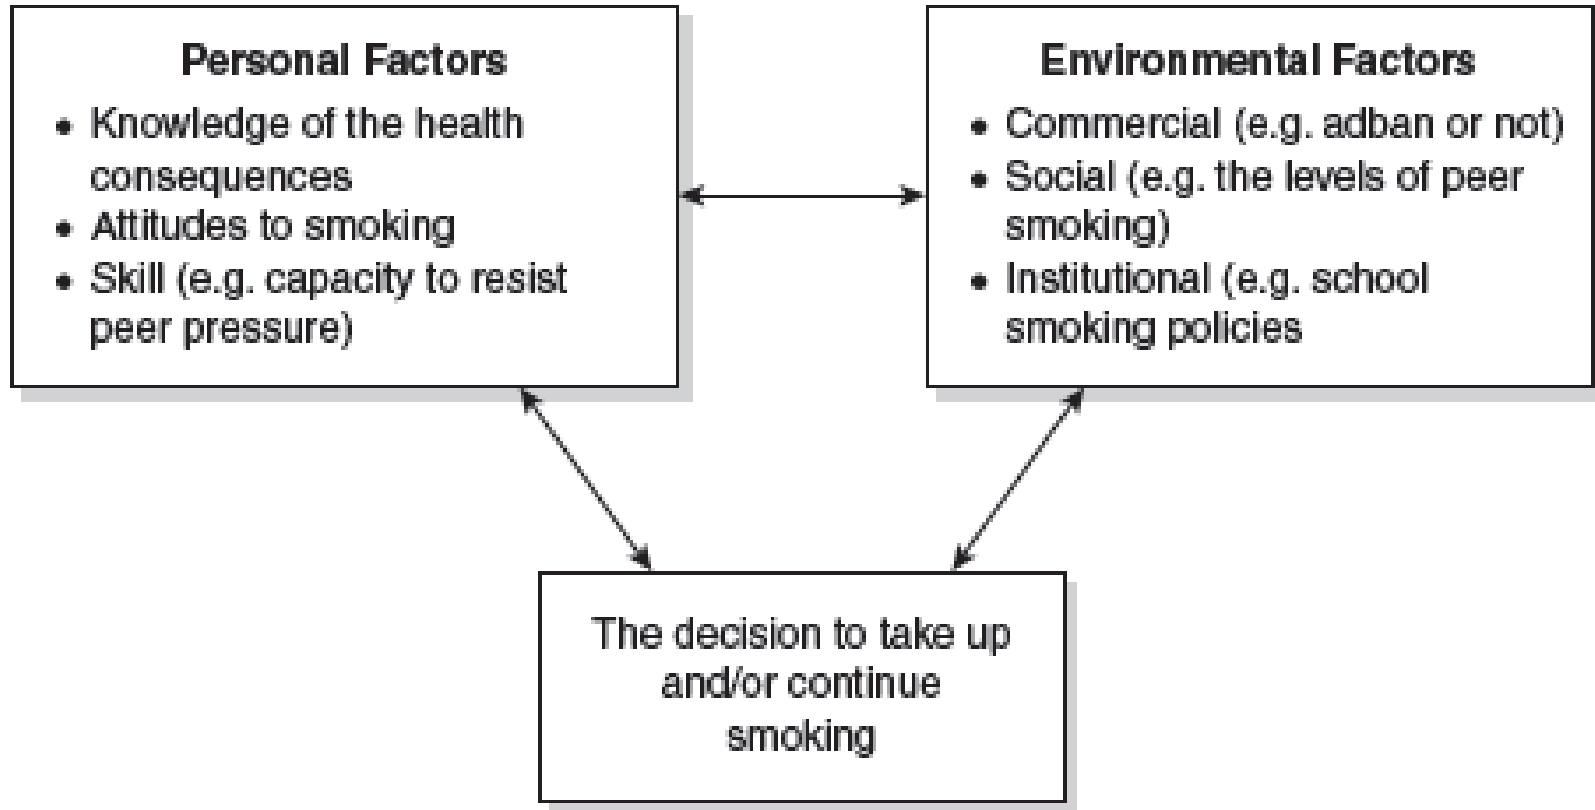 Personal Factors
• Knowledge of the health
consequences
• Attitudes to smoking
• Skill (e.g. capacity to resist
peer pressure)
Environmental Factors
• Commercial (e.g. adban or not)
• Social (e.g. the levels of peer
smoking)
• Institutional (e.g. school
smoking policies
The decision to take up
and/or continue
smoking